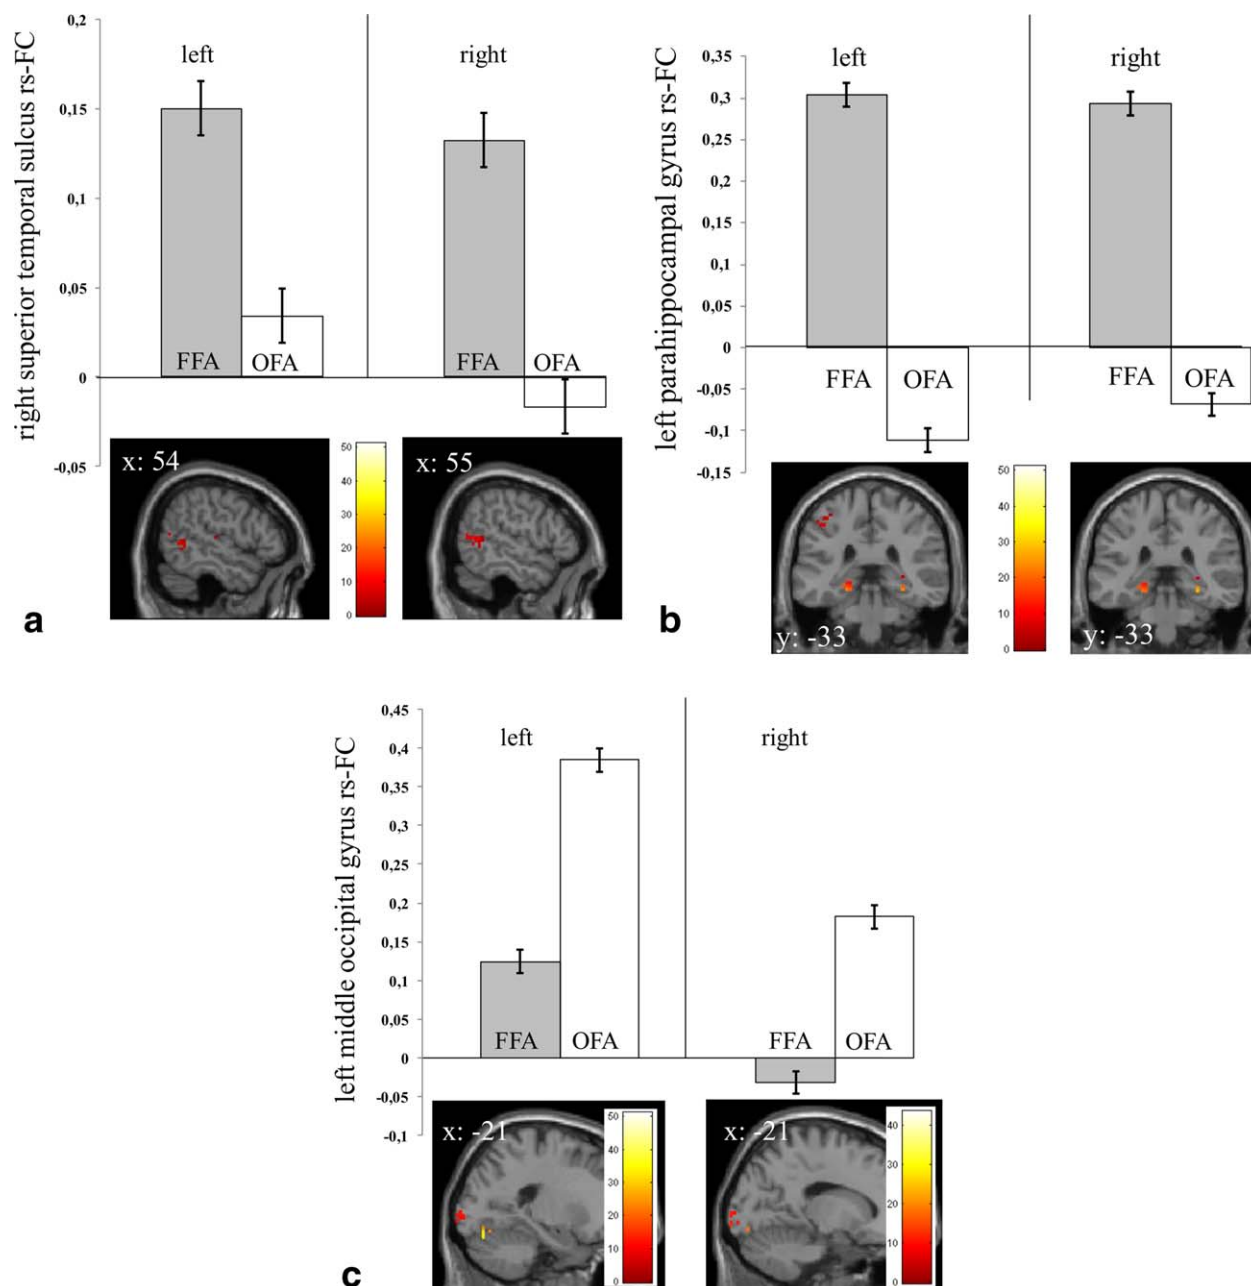 right superior temporal sulcus rs-FC
0,2
0,15
0,1
0,05
0
-0,05
left
right
FFA
OFA
FFA
OFA
x: 54
50
40
30
20
10
0
x: 55
a
left parahippocampal gyrus rs-FC
0,35
0,3
0,25
0,2
0,15
0,1
0,05
0
-0,05
-0,1
-0,15
left
right
FFA
OFA
FFA
OFA
y: -33
50
40
30
20
10
0
y: -33
b
left middle occipital gyrus rs-FC
0,45
0,4
0,35
0,3
0,25
0,2
0,15
0,1
0,05
0
-0,05
-0,1
left
right
FFA
OFA
FFA
OFA
x: -21
50
40
30
20
10
0
x: -21
40
30
20
10
0
c